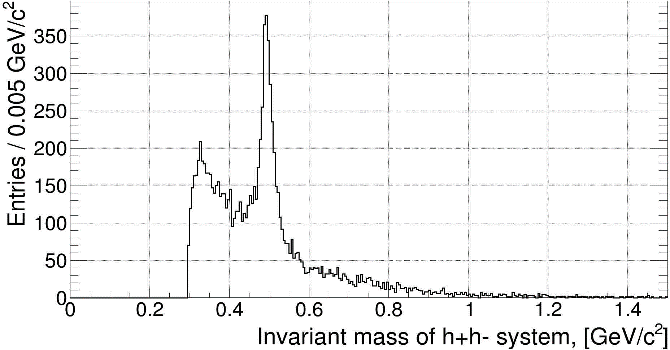 Entries / 0.005 GeV/c²
350
300
250
200
150
100
50
0
0 0.2 0.4 0.6 0.8 1 1.2 1.4
Invariant mass of h+h- system, [GeV/c²]